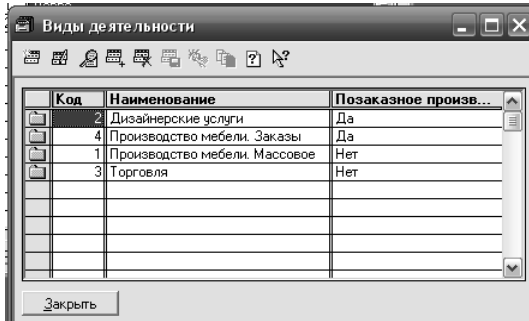 Виды деятельности
Код Наименование Позаказное произв...
2 Дизайнерские услуги Да
4 Производство мебели. Заказы Да
1 Производство мебели. Массовое Нет
3 Торговля Нет
Закрыть